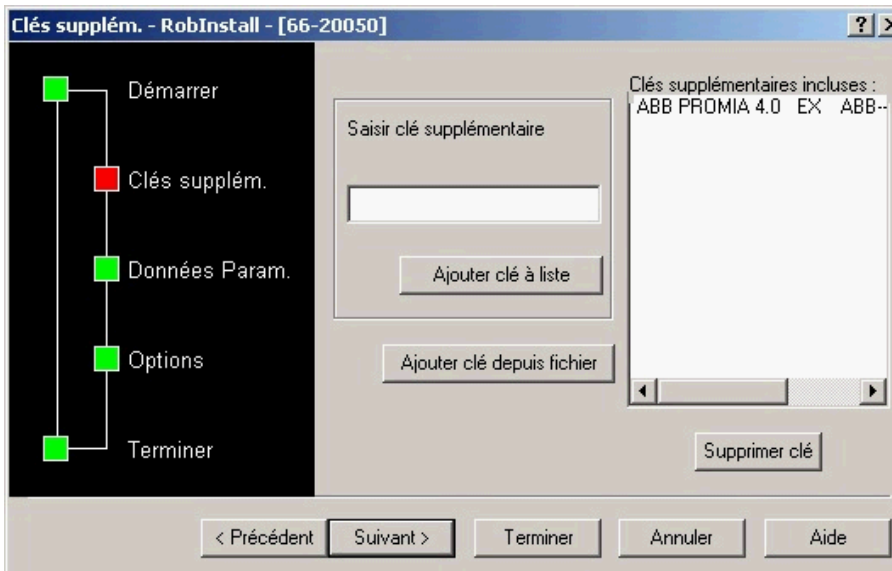 Clés supplém. - RobInstall - [66-20050]
Démarrer
Clés supplém.
Données Param.
Options
Terminer
Saisir clé supplémentaire
Ajouter clé à liste
Ajouter clé depuis fichier
Clés supplémentaires incluses :
ABB PROMIA 4.0 EX ABB--
Supprimer clé
< Précédent
Suivant >
Terminer
Annuler
Aide